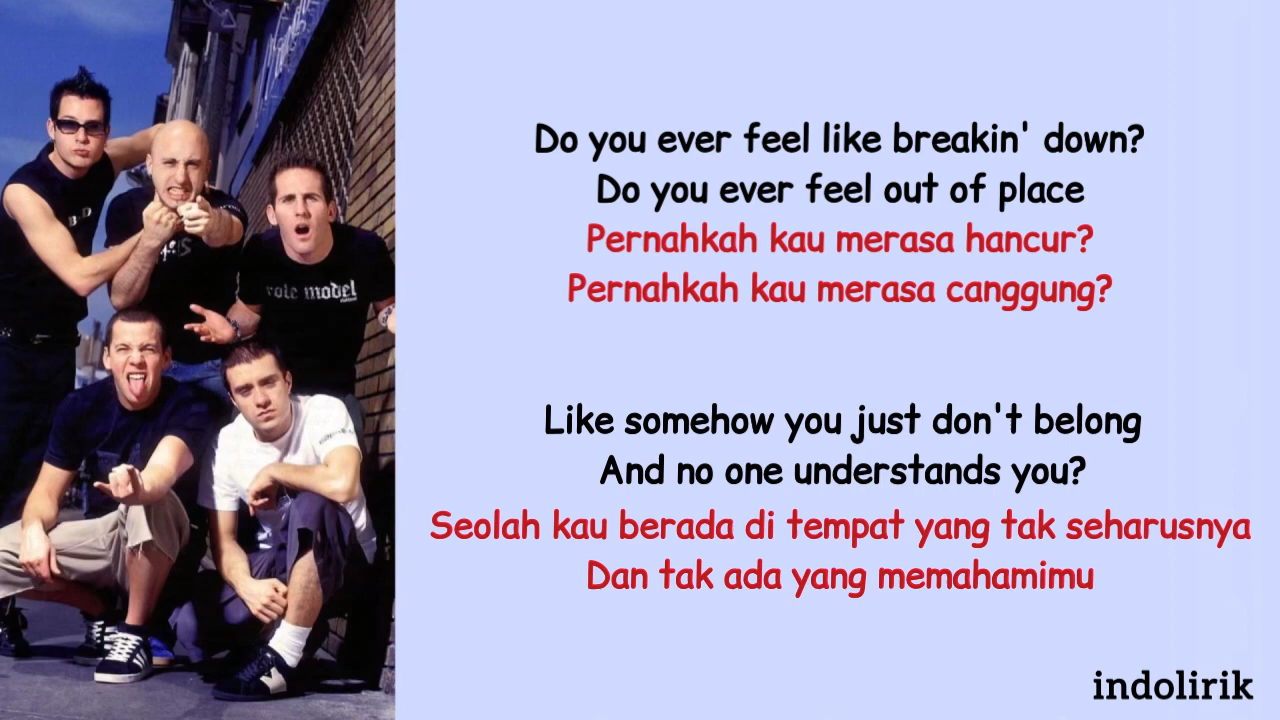 Do you ever feel like breakin' down?
Do you ever feel out of place
Pernahkah kau merasa hancur?
Pernahkah kau merasa canggung?
role model
Like somehow you just don't belong
And no one understands you?
Seolah kau berada di tempat yang tak seharusnya
Dan tak ada yang memahamimu
indolirik